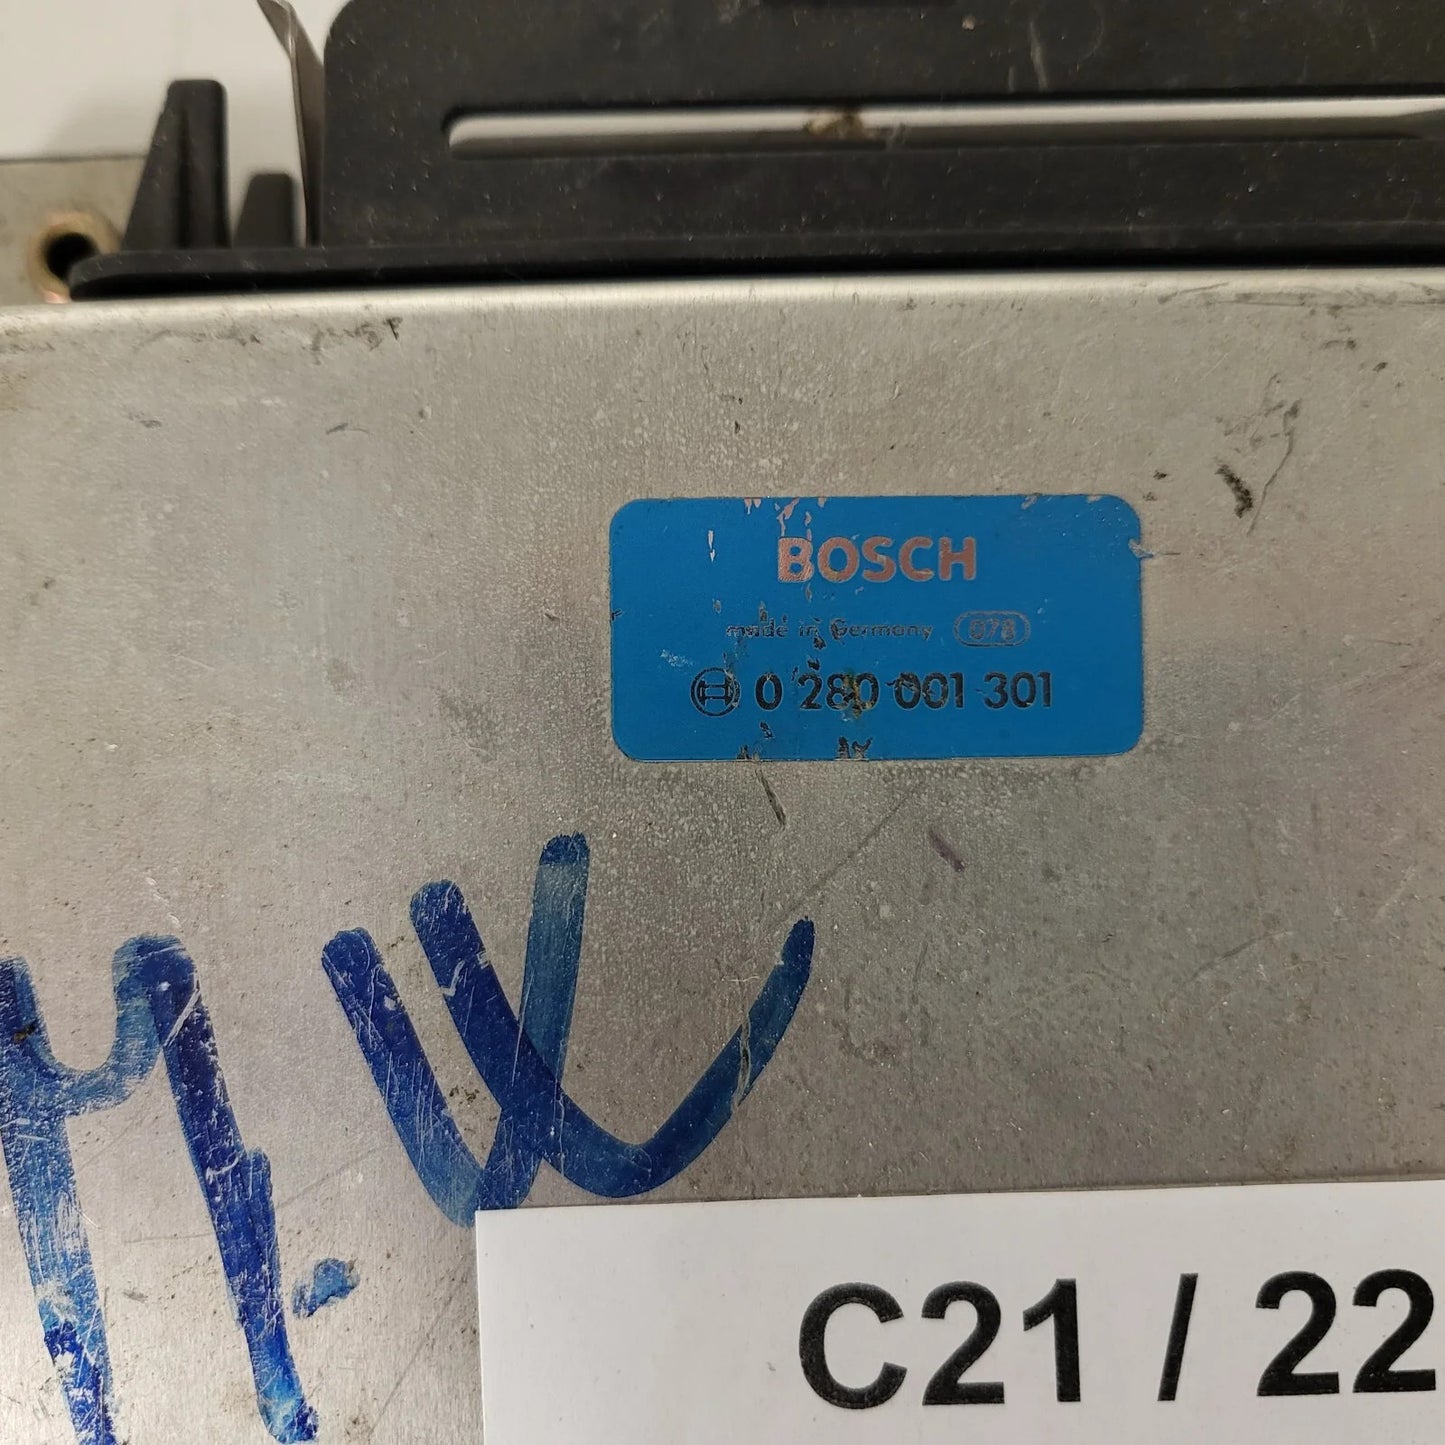 BOSCH
made in Germany 078
0 280 001 301
M.W
C21 / 22